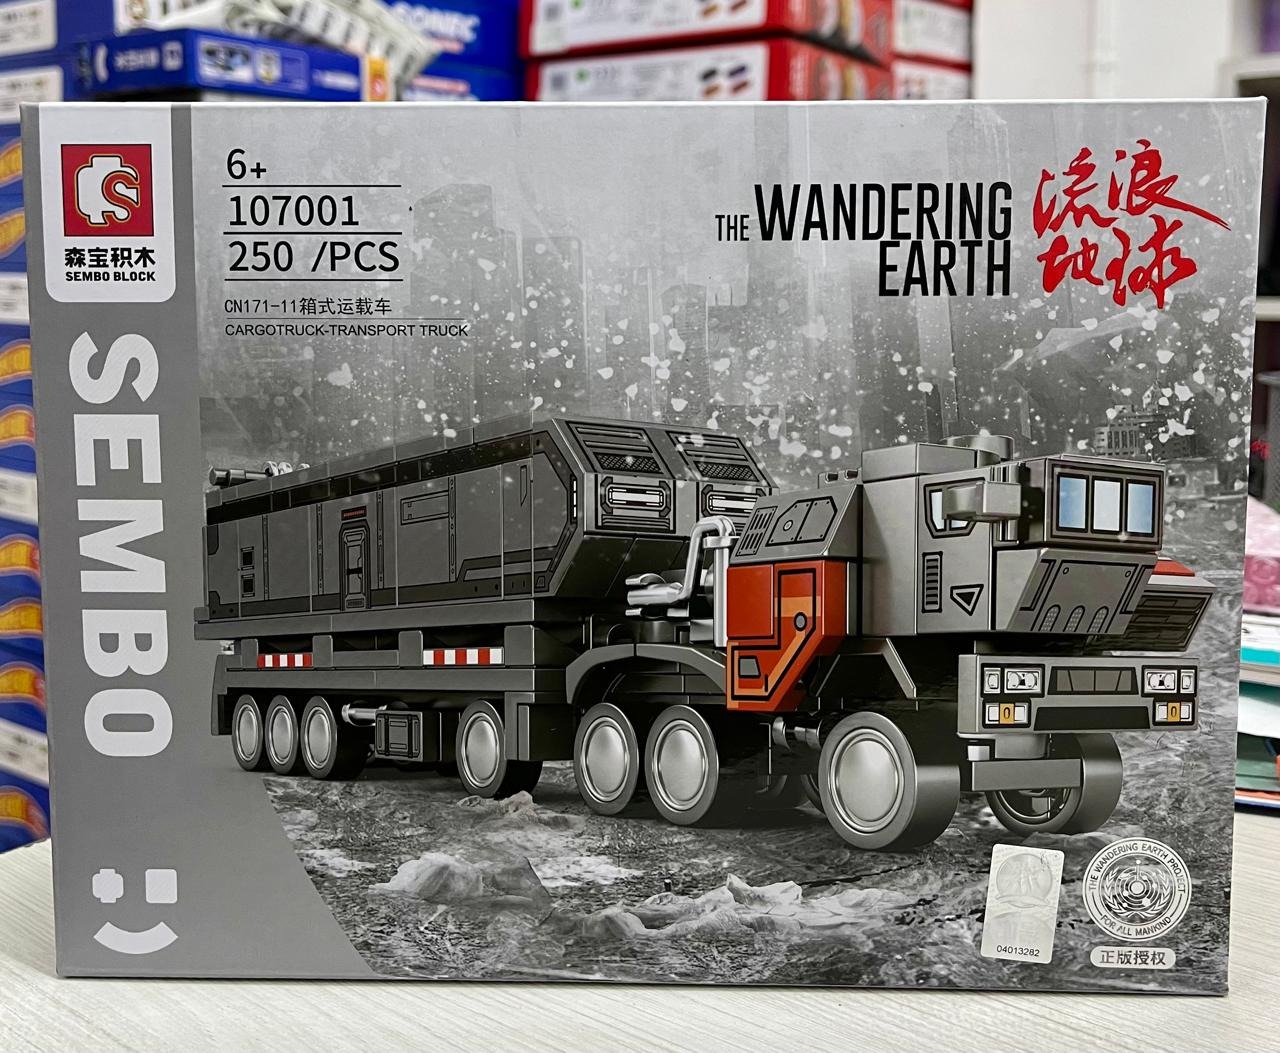 SONEC
森宝积木
SEMBO BLOCK
SEMBO
6+
107001
250 /PCS
CN171-11箱式运载车
CARGOTRUCK-TRANSPORT TRUCK
THE WANDERING
EARTH
流浪
地球
THE WANDERING EARTH PROJECT
FOR ALL MANKIND
04013282
正版授权